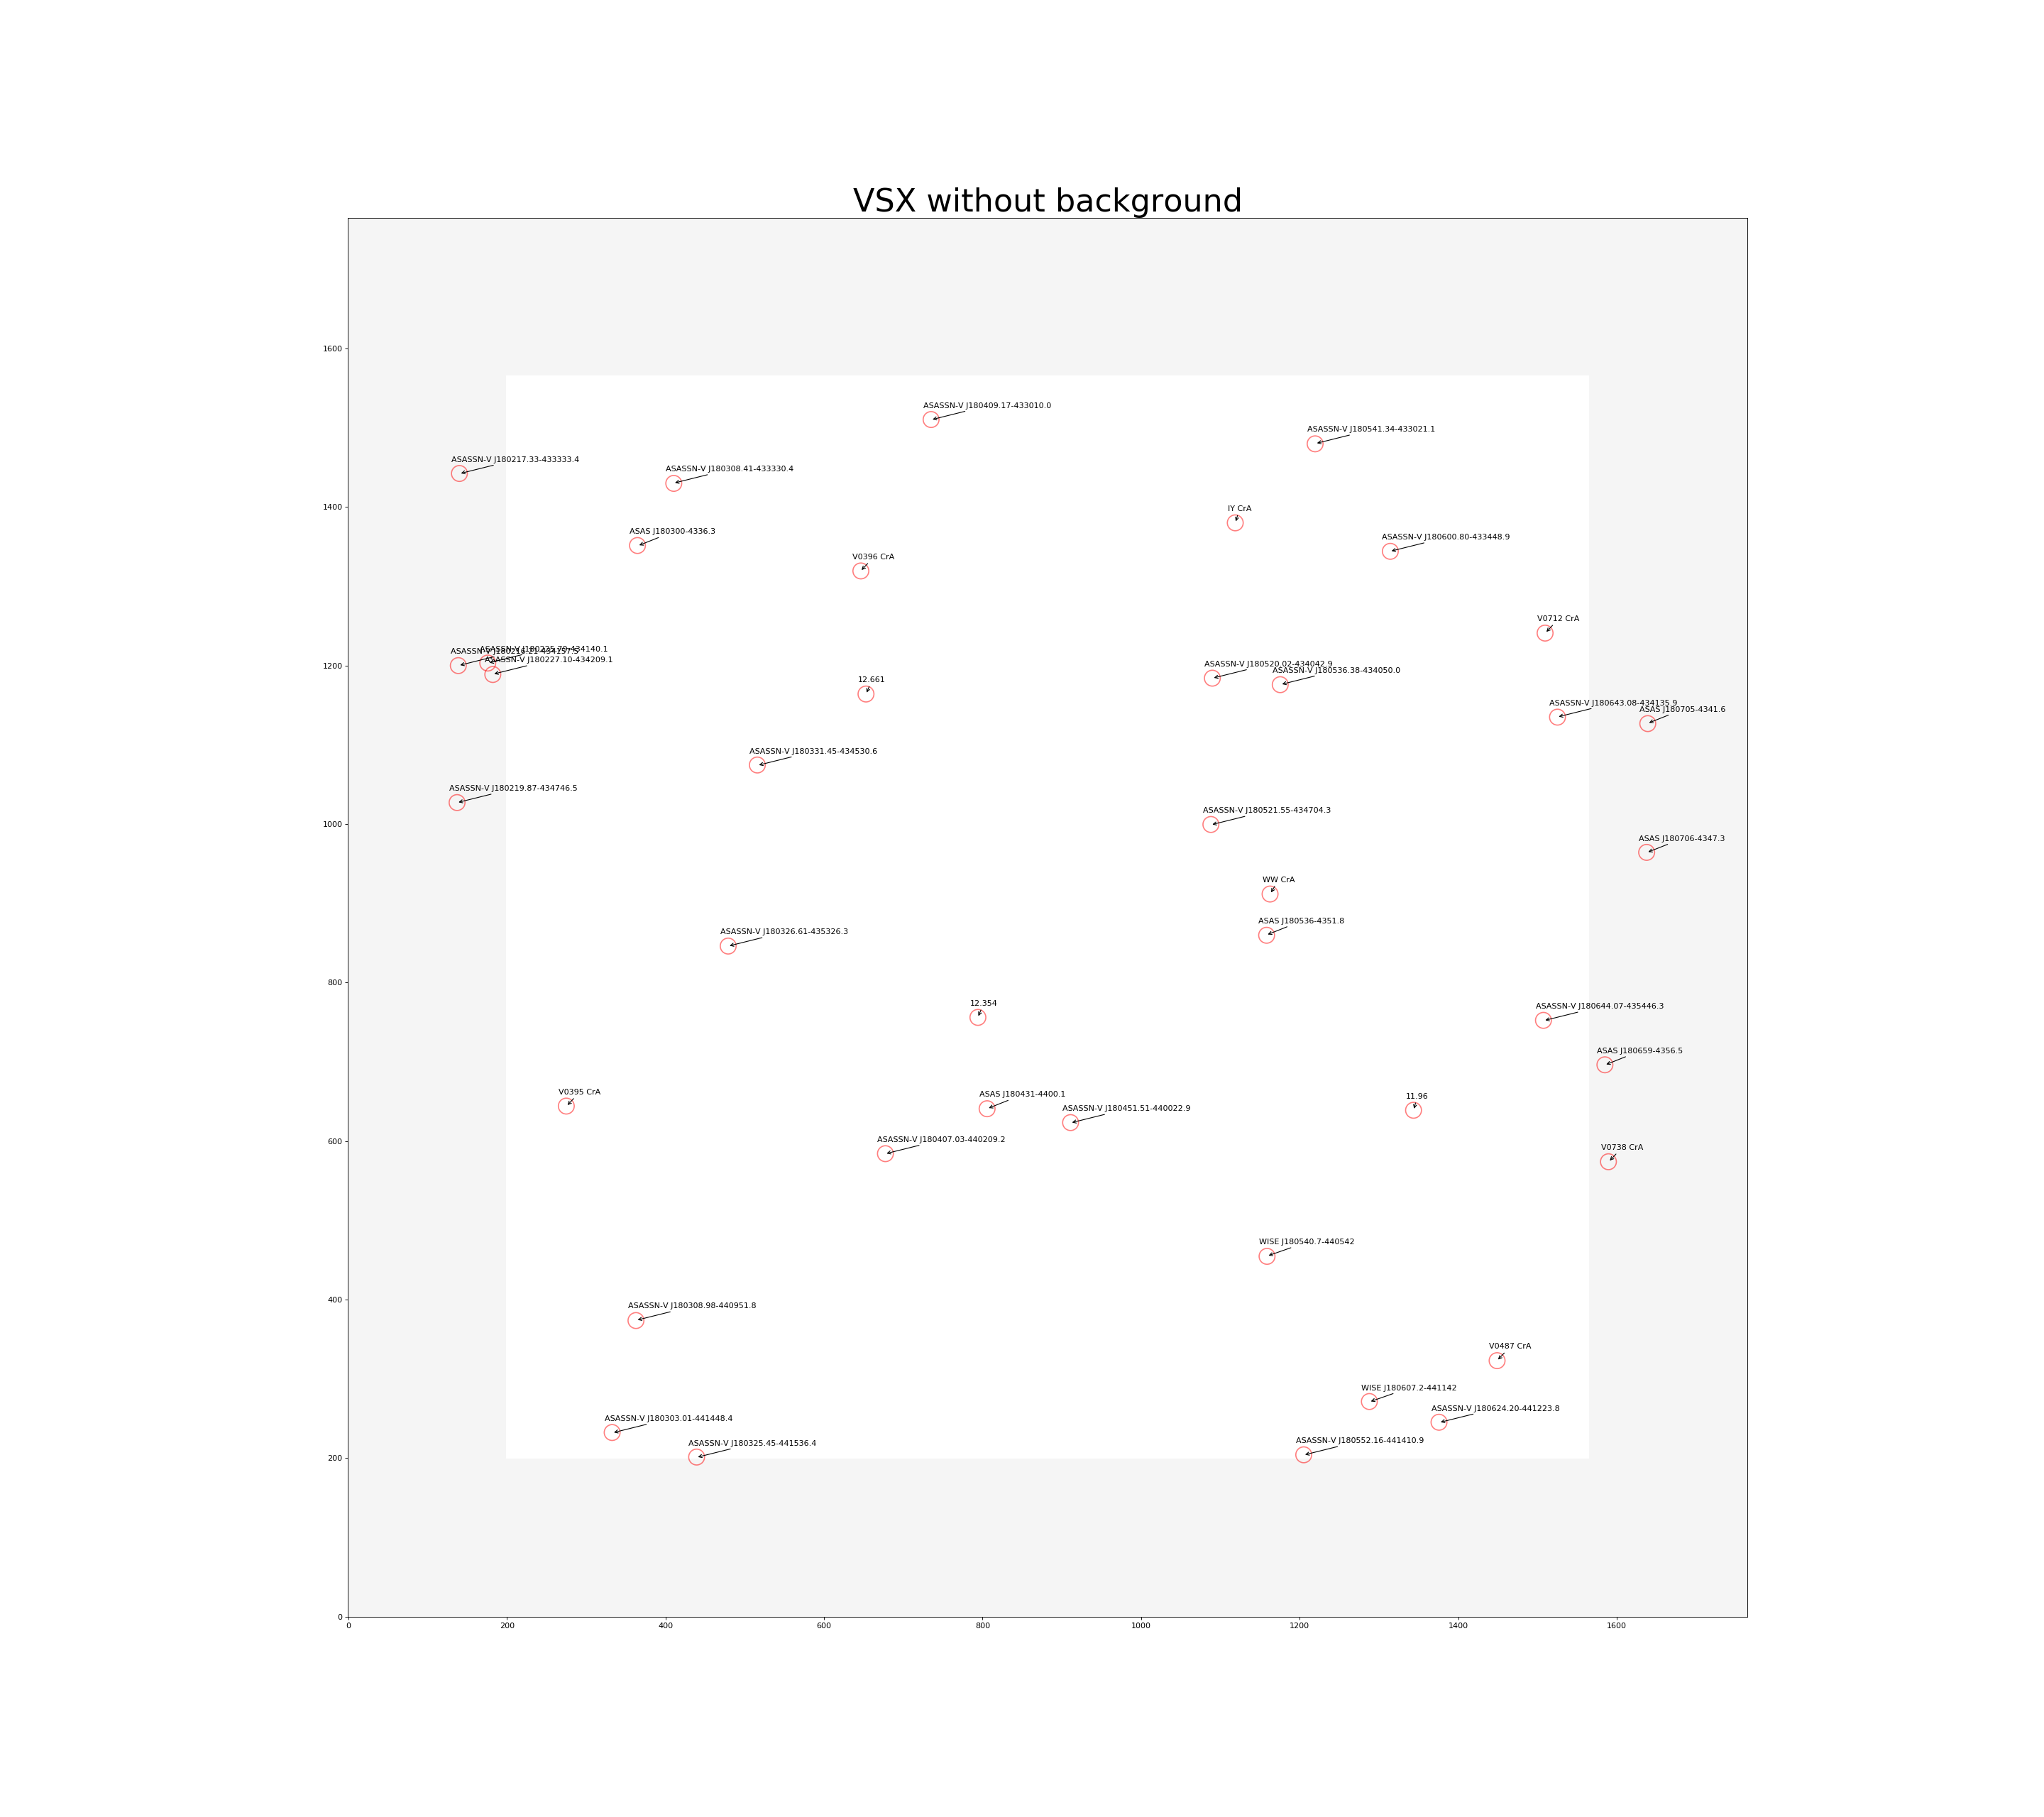 VSX without background
1600
ASASSN-V J180409.17-433010.0
ASASSN-V J180541.34-433021.1
ASASSN-V J180217.33-433333.4
ASASSN-V J180308.41-433330.4
1400
IY CrA
ASAS J180300-4336.3
ASASSN-V J180600.80-433448.9
V0396 CrA
V0712 CrA
ASASSN-V
ASASSN-V J180227.10-434209.1
1200
ASASSN-V J180520.02-434042.9
ASASSN-V J180536.38-434050.0
12.661
ASASSN-V J180643.08-434135.9
ASAS J180705-4341.6
ASASSN-V J180331.45-434530.6
ASASSN-V J180219.87-434746.5
ASASSN-V J180521.55-434704.3
1000
ASAS J180706-4347.3
WW CrA
ASAS J180536-4351.8
ASASSN-V J180326.61-435326.3
800
12.354
ASASSN-V J180644.07-435446.3
ASAS J180659-4356.5
V0395 CrA
ASAS J180431-4400.1
11.96
ASASSN-V J180451.51-440022.9
600
ASASSN-V J180407.03-440209.2
V0738 CrA
WISE J180540.7-440542
400
ASASSN-V J180308.98-440951.8
V0487 CrA
WISE J180607.2-441142
ASASSN-V J180624.20-441223.8
ASASSN-V J180303.01-441448.4
ASASSN-V J180325.45-441536.4
ASASSN-V J180552.16-441410.9
200
0
0 200 400 600 800 1000 1200 1400 1600